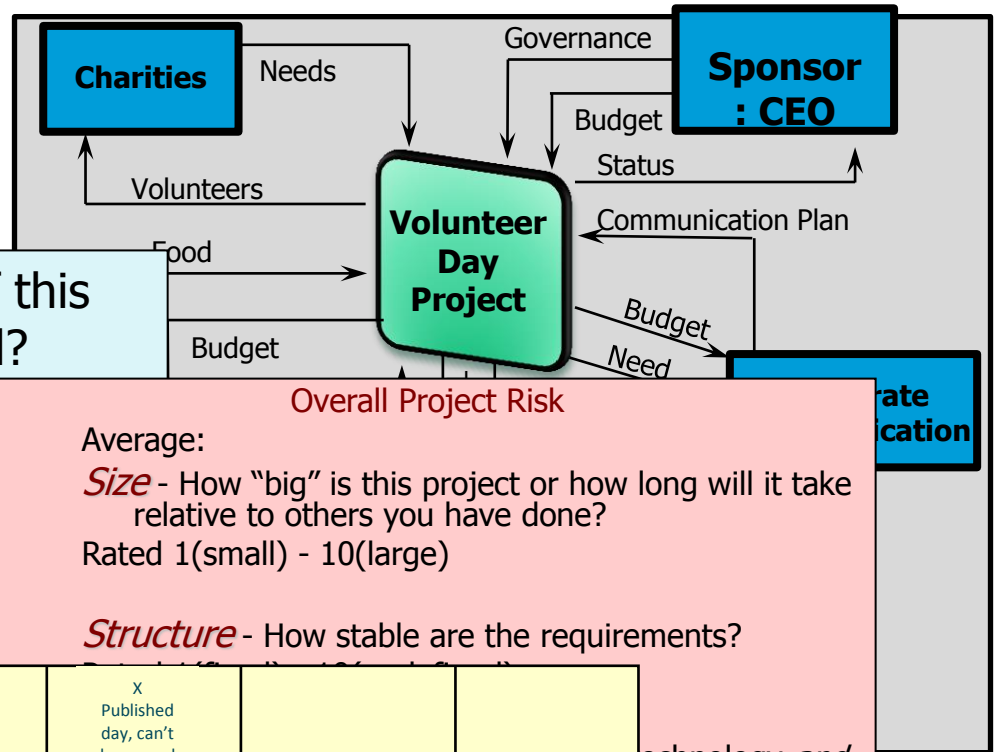 Charities
Needs
Governance
Sponsor
: CEO
Budget
Status
Volunteers
Volunteer
Day
Project
Communication Plan
Food
this
Budget
Budget
Need
rate
ication
Overall Project Risk
Average:
Size - How “big” is this project or how long will it take
relative to others you have done?
Rated 1(small) - 10(large)
Structure - How stable are the requirements?
X
Published
day, can’t